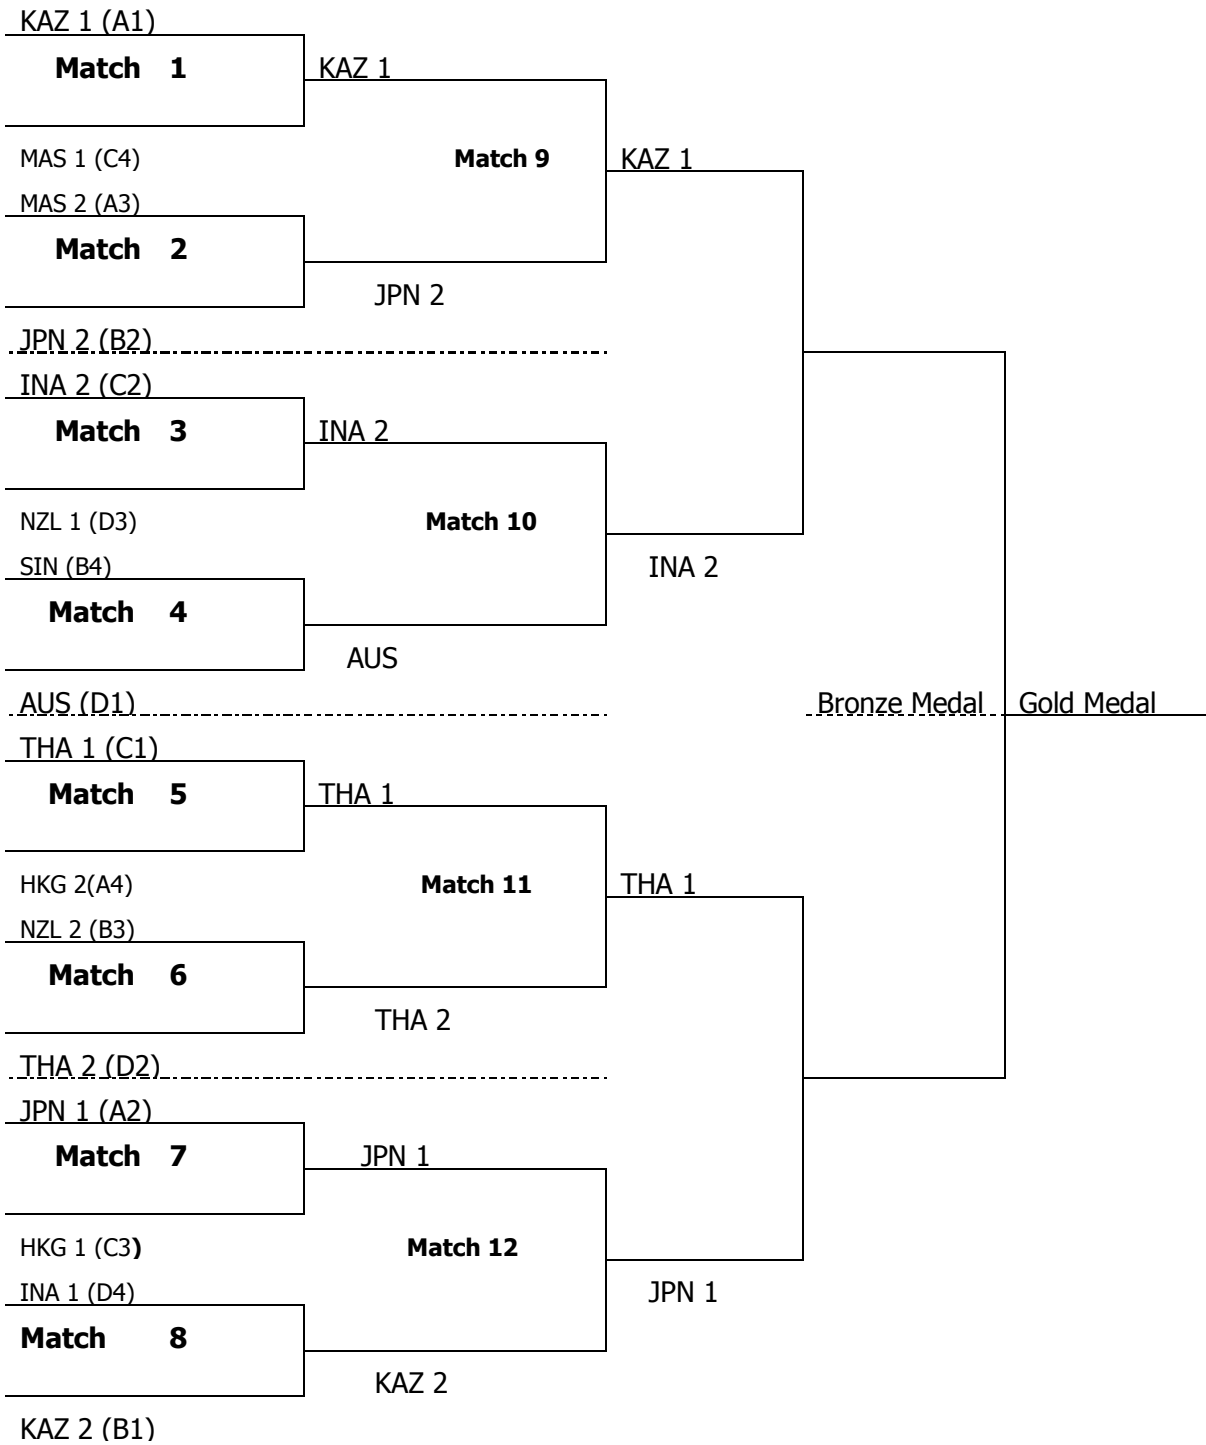 KAZ 1 (A1)
Match 1 KAZ 1
MAS 1 (C4) Match 9 KAZ 1
MAS 2 (A3)
Match 2
JPN 2
JPN 2 (B2)
INA 2 (C2)
Match 3 INA 2
NZL 1 (D3) Match 10
SIN (B4) INA 2
Match 4
AUS
AUS (D1) Bronze Medal Gold Medal
THA 1 (C1)
Match 5 THA 1
HKG 2(A4) Match 11 THA 1
NZL 2 (B3)
Match 6
THA 2
THA 2 (D2)
JPN 1 (A2)
Match 7 JPN 1
HKG 1 (C3) Match 12
INA 1 (D4) JPN 1
Match 8
KAZ 2
KAZ 2 (B1)